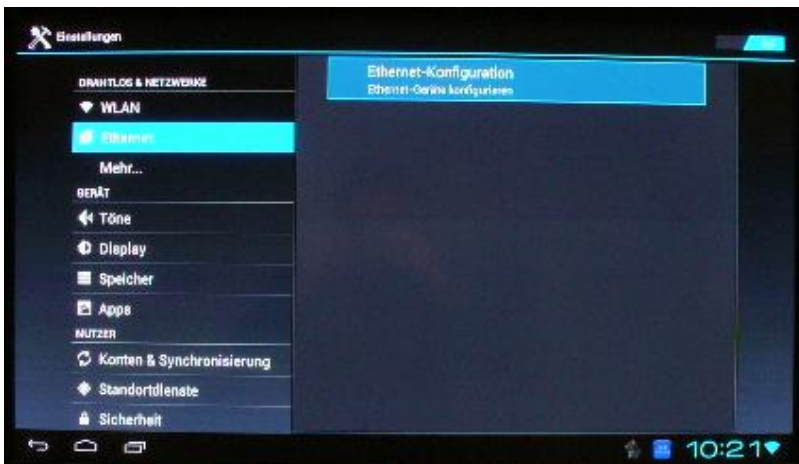 Einstellungen
DRAHTLOS & NETZWERKE
WLAN
Ethernet
Mehr...
GERÄT
Töne
Display
Speicher
Apps
NUTZER
Konten & Synchronisierung
Standortdienste
Sicherheit
Ethernet-Konfiguration
Ethernet-Geräte konfigurieren
10:21